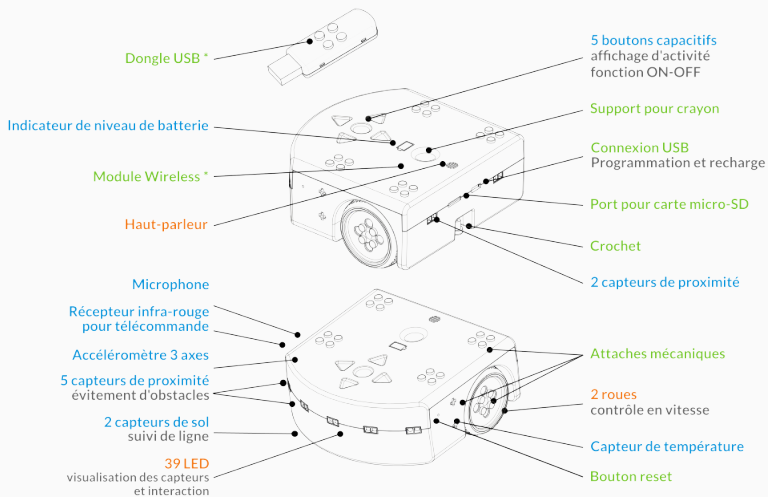 Dongle USB *
Indicateur de niveau de batterie
Module Wireless *
Haut-parleur
5 boutons capacitifs
affichage d'activité
fonction ON-OFF
Support pour crayon
Connexion USB
Programmation et recharge
Port pour carte micro-SD
Crochet
2 capteurs de proximité
Microphone
Récepteur infra-rouge
pour télécommande
Accéléromètre 3 axes
5 capteurs de proximité
évitement d'obstacles
2 capteurs de sol
suivi de ligne
39 LED
visualisation des capteurs
et interaction
Attaches mécaniques
2 roues
contrôle en vitesse
Capteur de température
Bouton reset